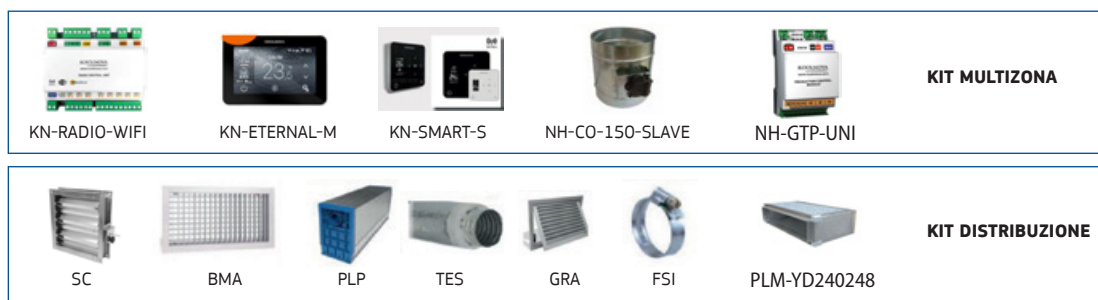 KN-RADIO-WIFI
KN-ETERNAL-M
KN-SMART-S
NH-CO-150-SLAVE
NH-GTP-UNI
KIT MULTIZONA
SC
BMA
PLP
TES
GRA
FSI
PLM-YD240248
KIT DISTRIBUZIONE